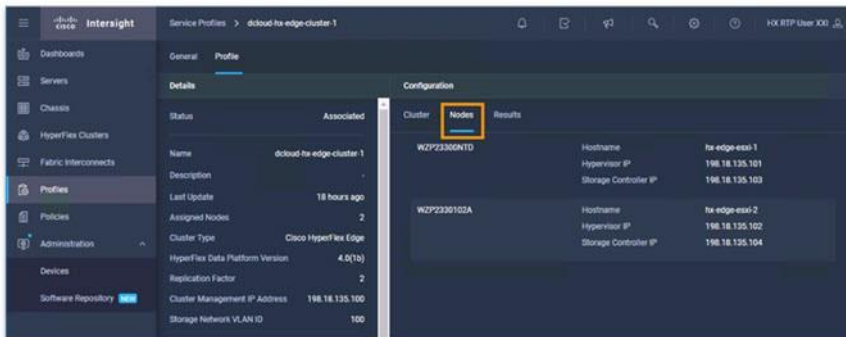 cisco Intersight
Service Profiles > dcloud-hx-edge-cluster-1
HX RTP User XXI
Dashboards
Servers
Chassis
HyperFlex Clusters
Fabric Interconnects
Profiles
Policies
Administration
Devices
Software Repository NEW
General Profile
Details
Status Associated
Name dcloud-hx-edge-cluster-1
Description -
Last Update 18 hours ago
Assigned Nodes 2
Cluster Type Cisco HyperFlex Edge
HyperFlex Data Platform Version 4.0(1b)
Replication Factor 2
Cluster Management IP Address 198.18.135.100
Storage Network VLAN ID 100
Configuration
Cluster Nodes Results
WZP23300NTD Hostname hx-edge-esxi-1
Hypervisor IP 198.18.135.101
Storage Controller IP 198.18.135.103
WZP2330102A Hostname hx-edge-esxi-2
Hypervisor IP 198.18.135.102
Storage Controller IP 198.18.135.104